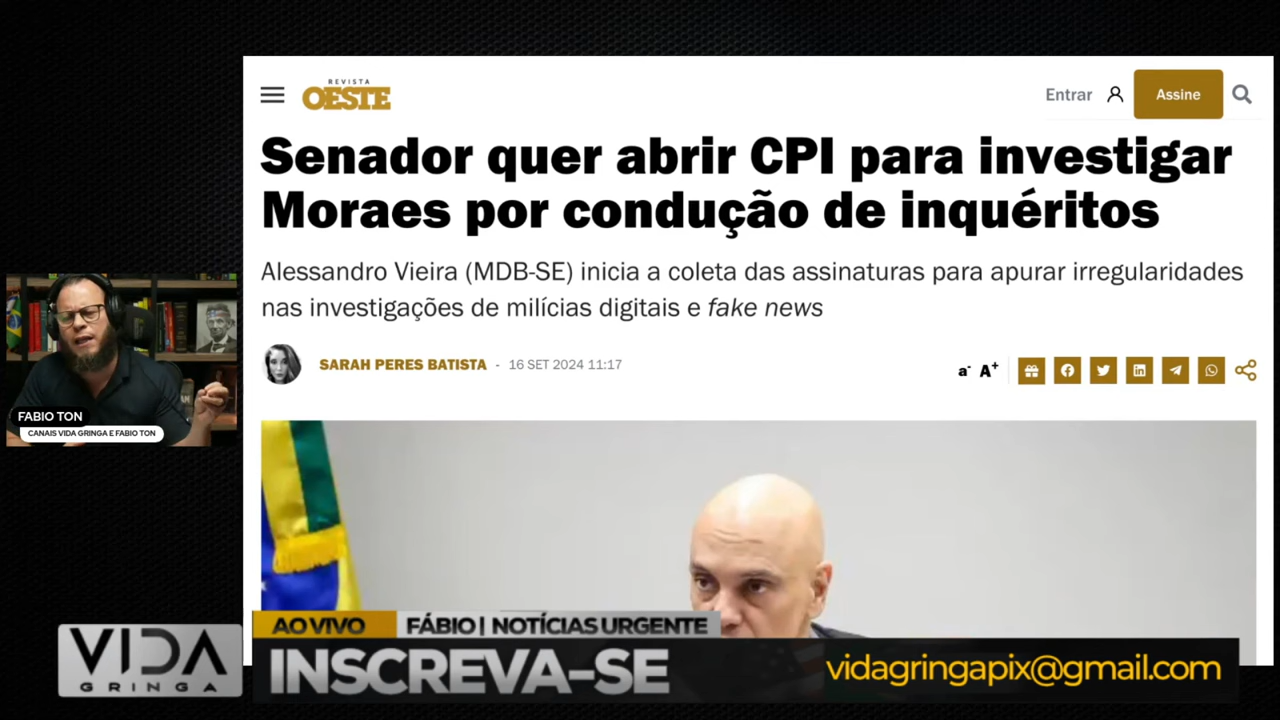 REVISTA
OESTE
Entrar
Assine
Senador quer abrir CPI para investigar
Moraes por condução de inquéritos
Alessandro Vieira (MDB-SE) inicia a coleta das assinaturas para apurar irregularidades
nas investigações de milícias digitais e fake news
SARAH PERES BATISTA - 16 SET 2024 11:17
a- A+
FABIO TON
CANAIS VIDA GRINGA E FABIO TON
AO VIVO
FÁBIO | NOTÍCIAS URGENTE
VIDA
GRINGA
INSCREVA-SE
vidagringapix@gmail.com